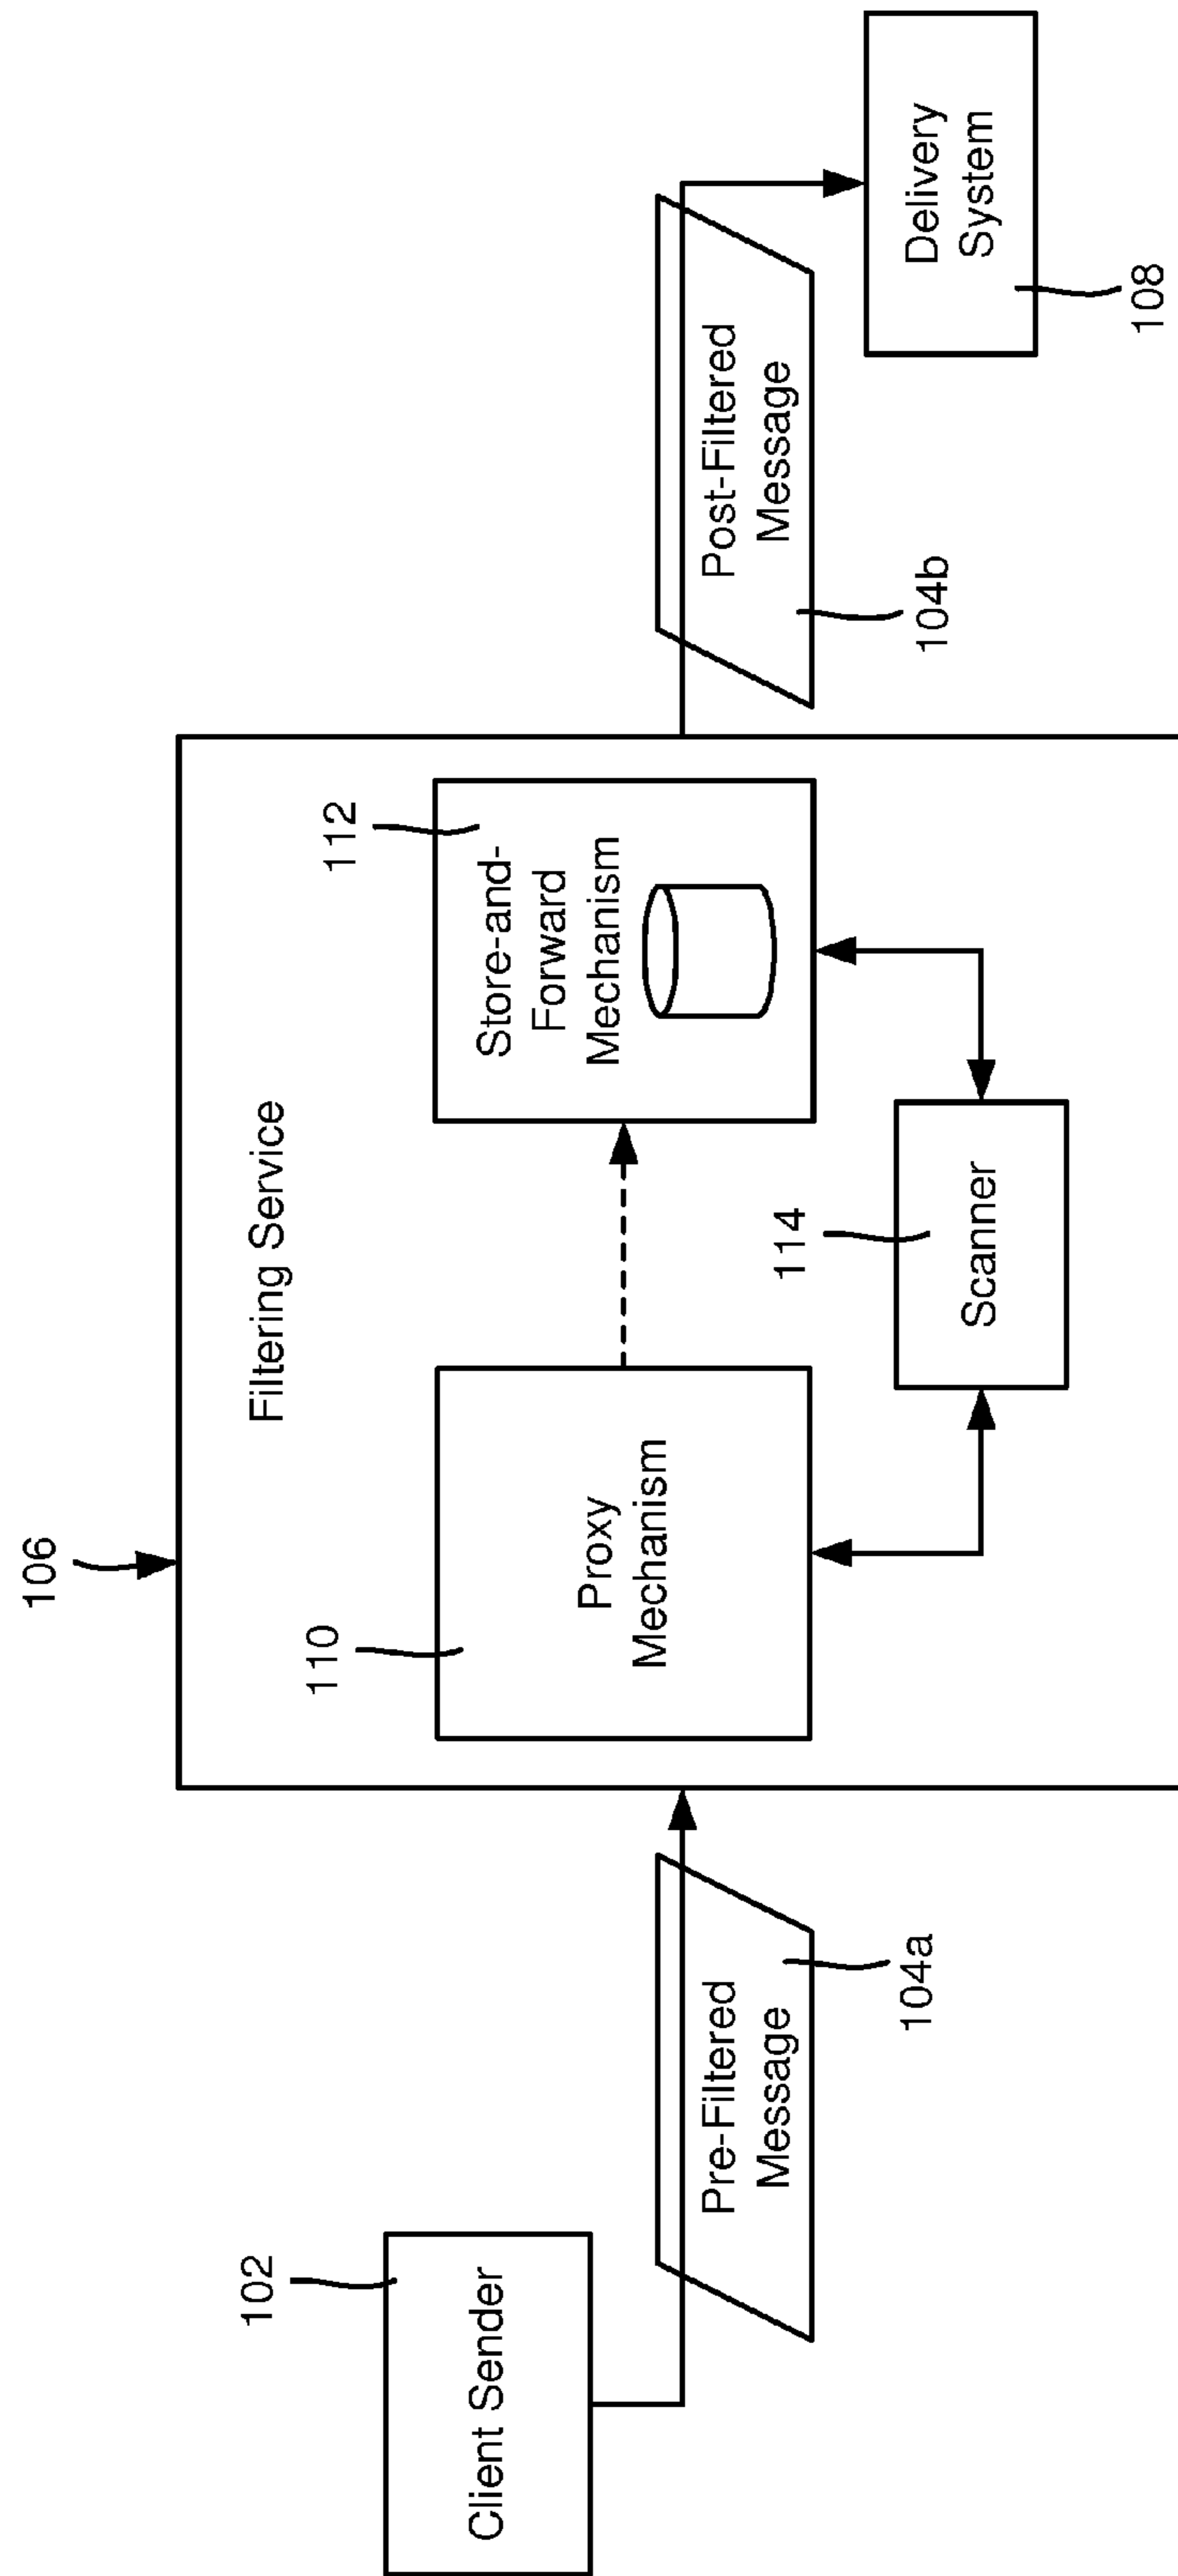 106
Filtering Service
102
Client Sender
110
Proxy
Mechanism
112
Store-and-
Forward
Mechanism
114
Scanner
Pre-Filtered
Message
104a
Post-Filtered
Message
104b
Delivery
System
108